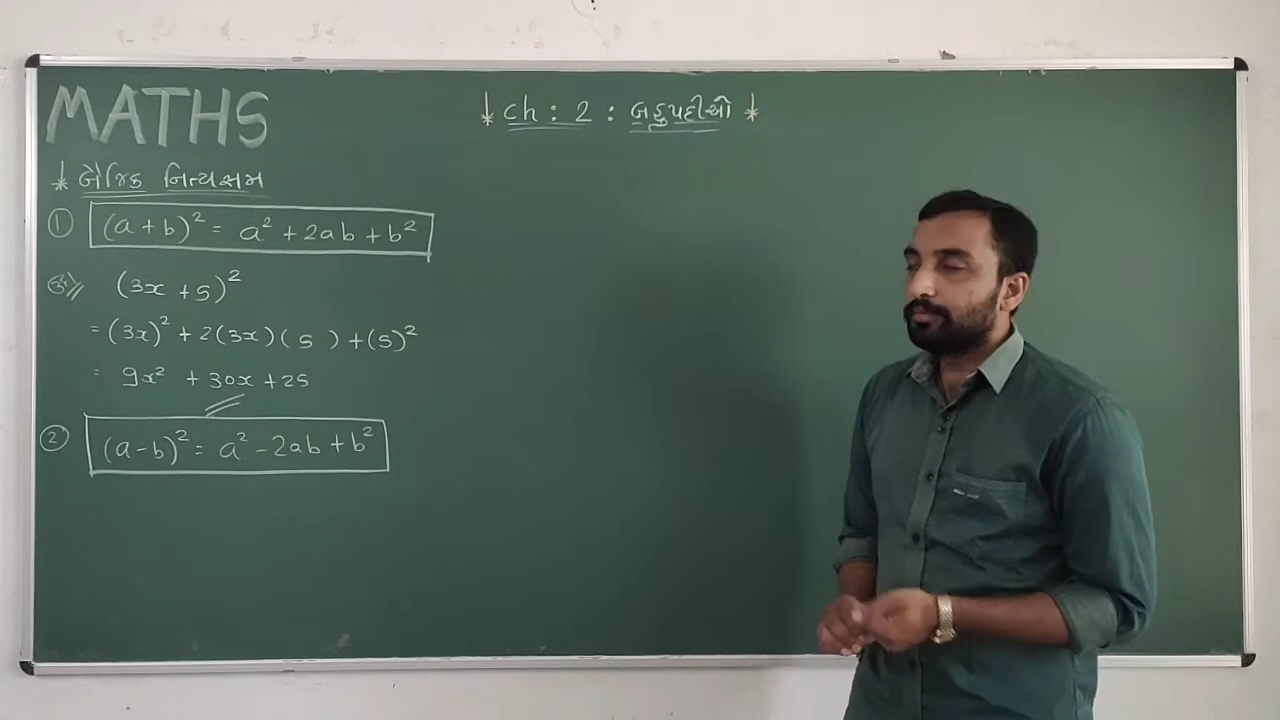 MATHS
* Ch : 2 : બહુપદીઓ *
* બૈજિક નિત્યસમ
① (a + b)² = a² + 2ab + b²
(3x + 5)²
= (3x)² + 2(3x)( 5 ) + (5)²
= 9x² + 30x + 25
② (a - b)² = a² - 2ab + b²